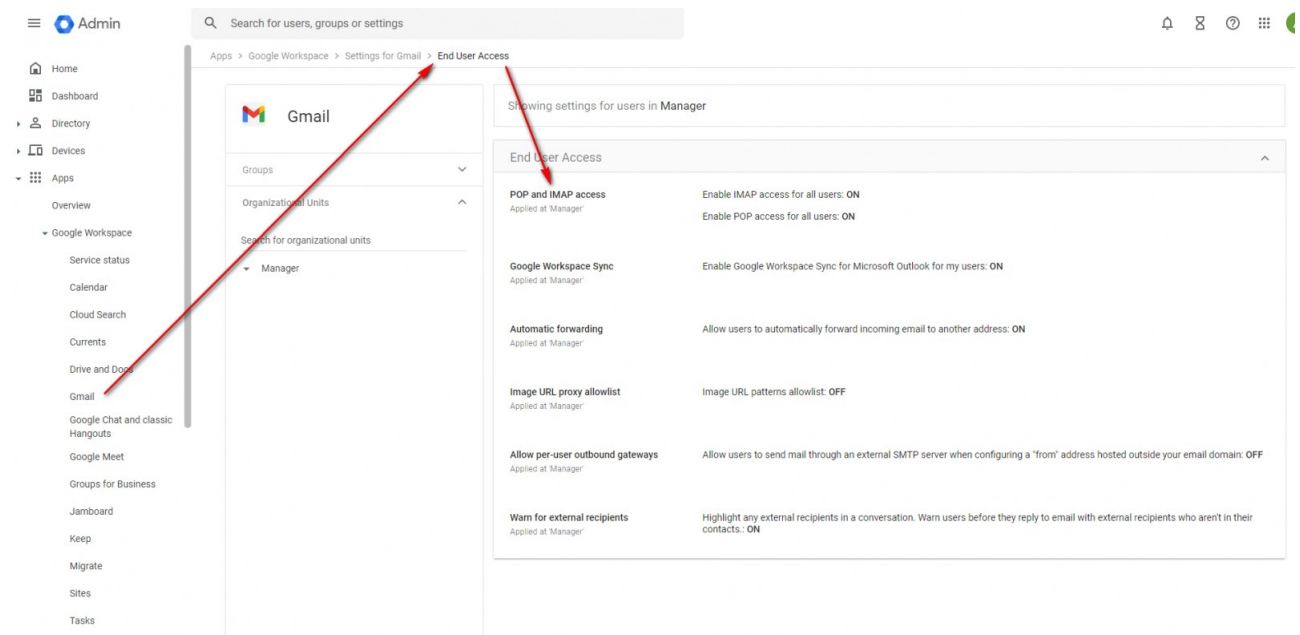 Admin
Search for users, groups or settings
Apps > Google Workspace > Settings for Gmail > End User Access
Home
Dashboard
Directory
Devices
Apps
Overview
Google Workspace
Service status
Calendar
Cloud Search
Currents
Drive and Docs
Gmail
Google Chat and classic
Hangouts
Google Meet
Groups for Business
Jamboard
Keep
Migrate
Sites
Tasks
Gmail
Groups
Organizational Units
Search for organizational units
Manager
Showing settings for users in Manager
End User Access
POP and IMAP access
Applied at 'Manager'
Enable IMAP access for all users: ON
Enable POP access for all users: ON
Google Workspace Sync
Applied at 'Manager'
Enable Google Workspace Sync for Microsoft Outlook for my users: ON
Automatic forwarding
Applied at 'Manager'
Allow users to automatically forward incoming email to another address: ON
Image URL proxy allowlist
Applied at 'Manager'
Image URL patterns allowlist: OFF
Allow per-user outbound gateways
Applied at 'Manager'
Allow users to send mail through an external SMTP server when configuring a "from" address hosted outside your email domain: OFF
Warn for external recipients
Applied at 'Manager'
Highlight any external recipients in a conversation. Warn users before they reply to email with external recipients who aren't in their
contacts.: ON